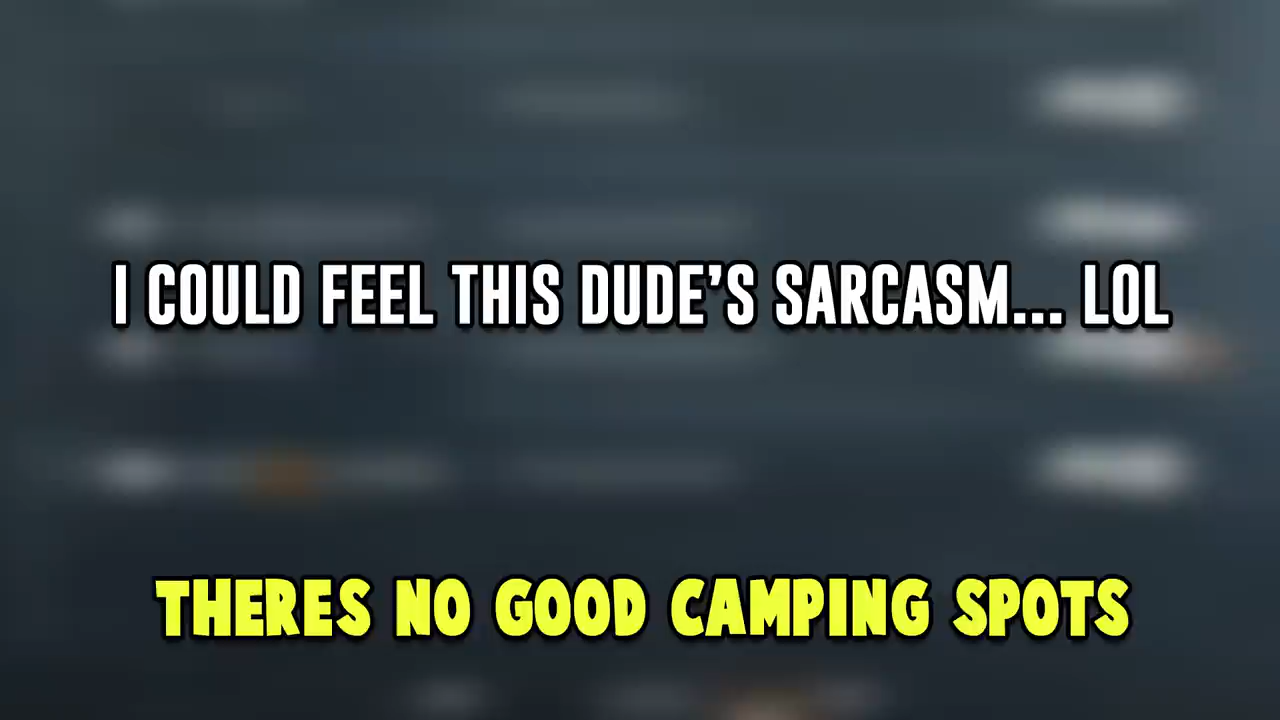 I COULD FEEL THIS DUDE'S SARCASM... LOL
THERES NO GOOD CAMPING SPOTS